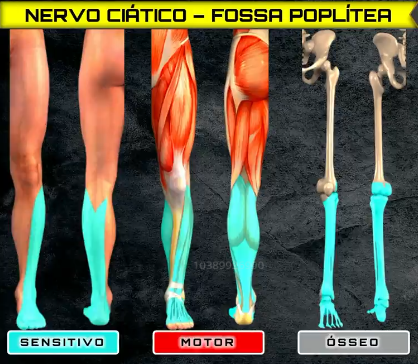 NERVO CIÁTICO – FOSSA POPLÍTEA
SENSITIVO
MOTOR
ÓSSEO